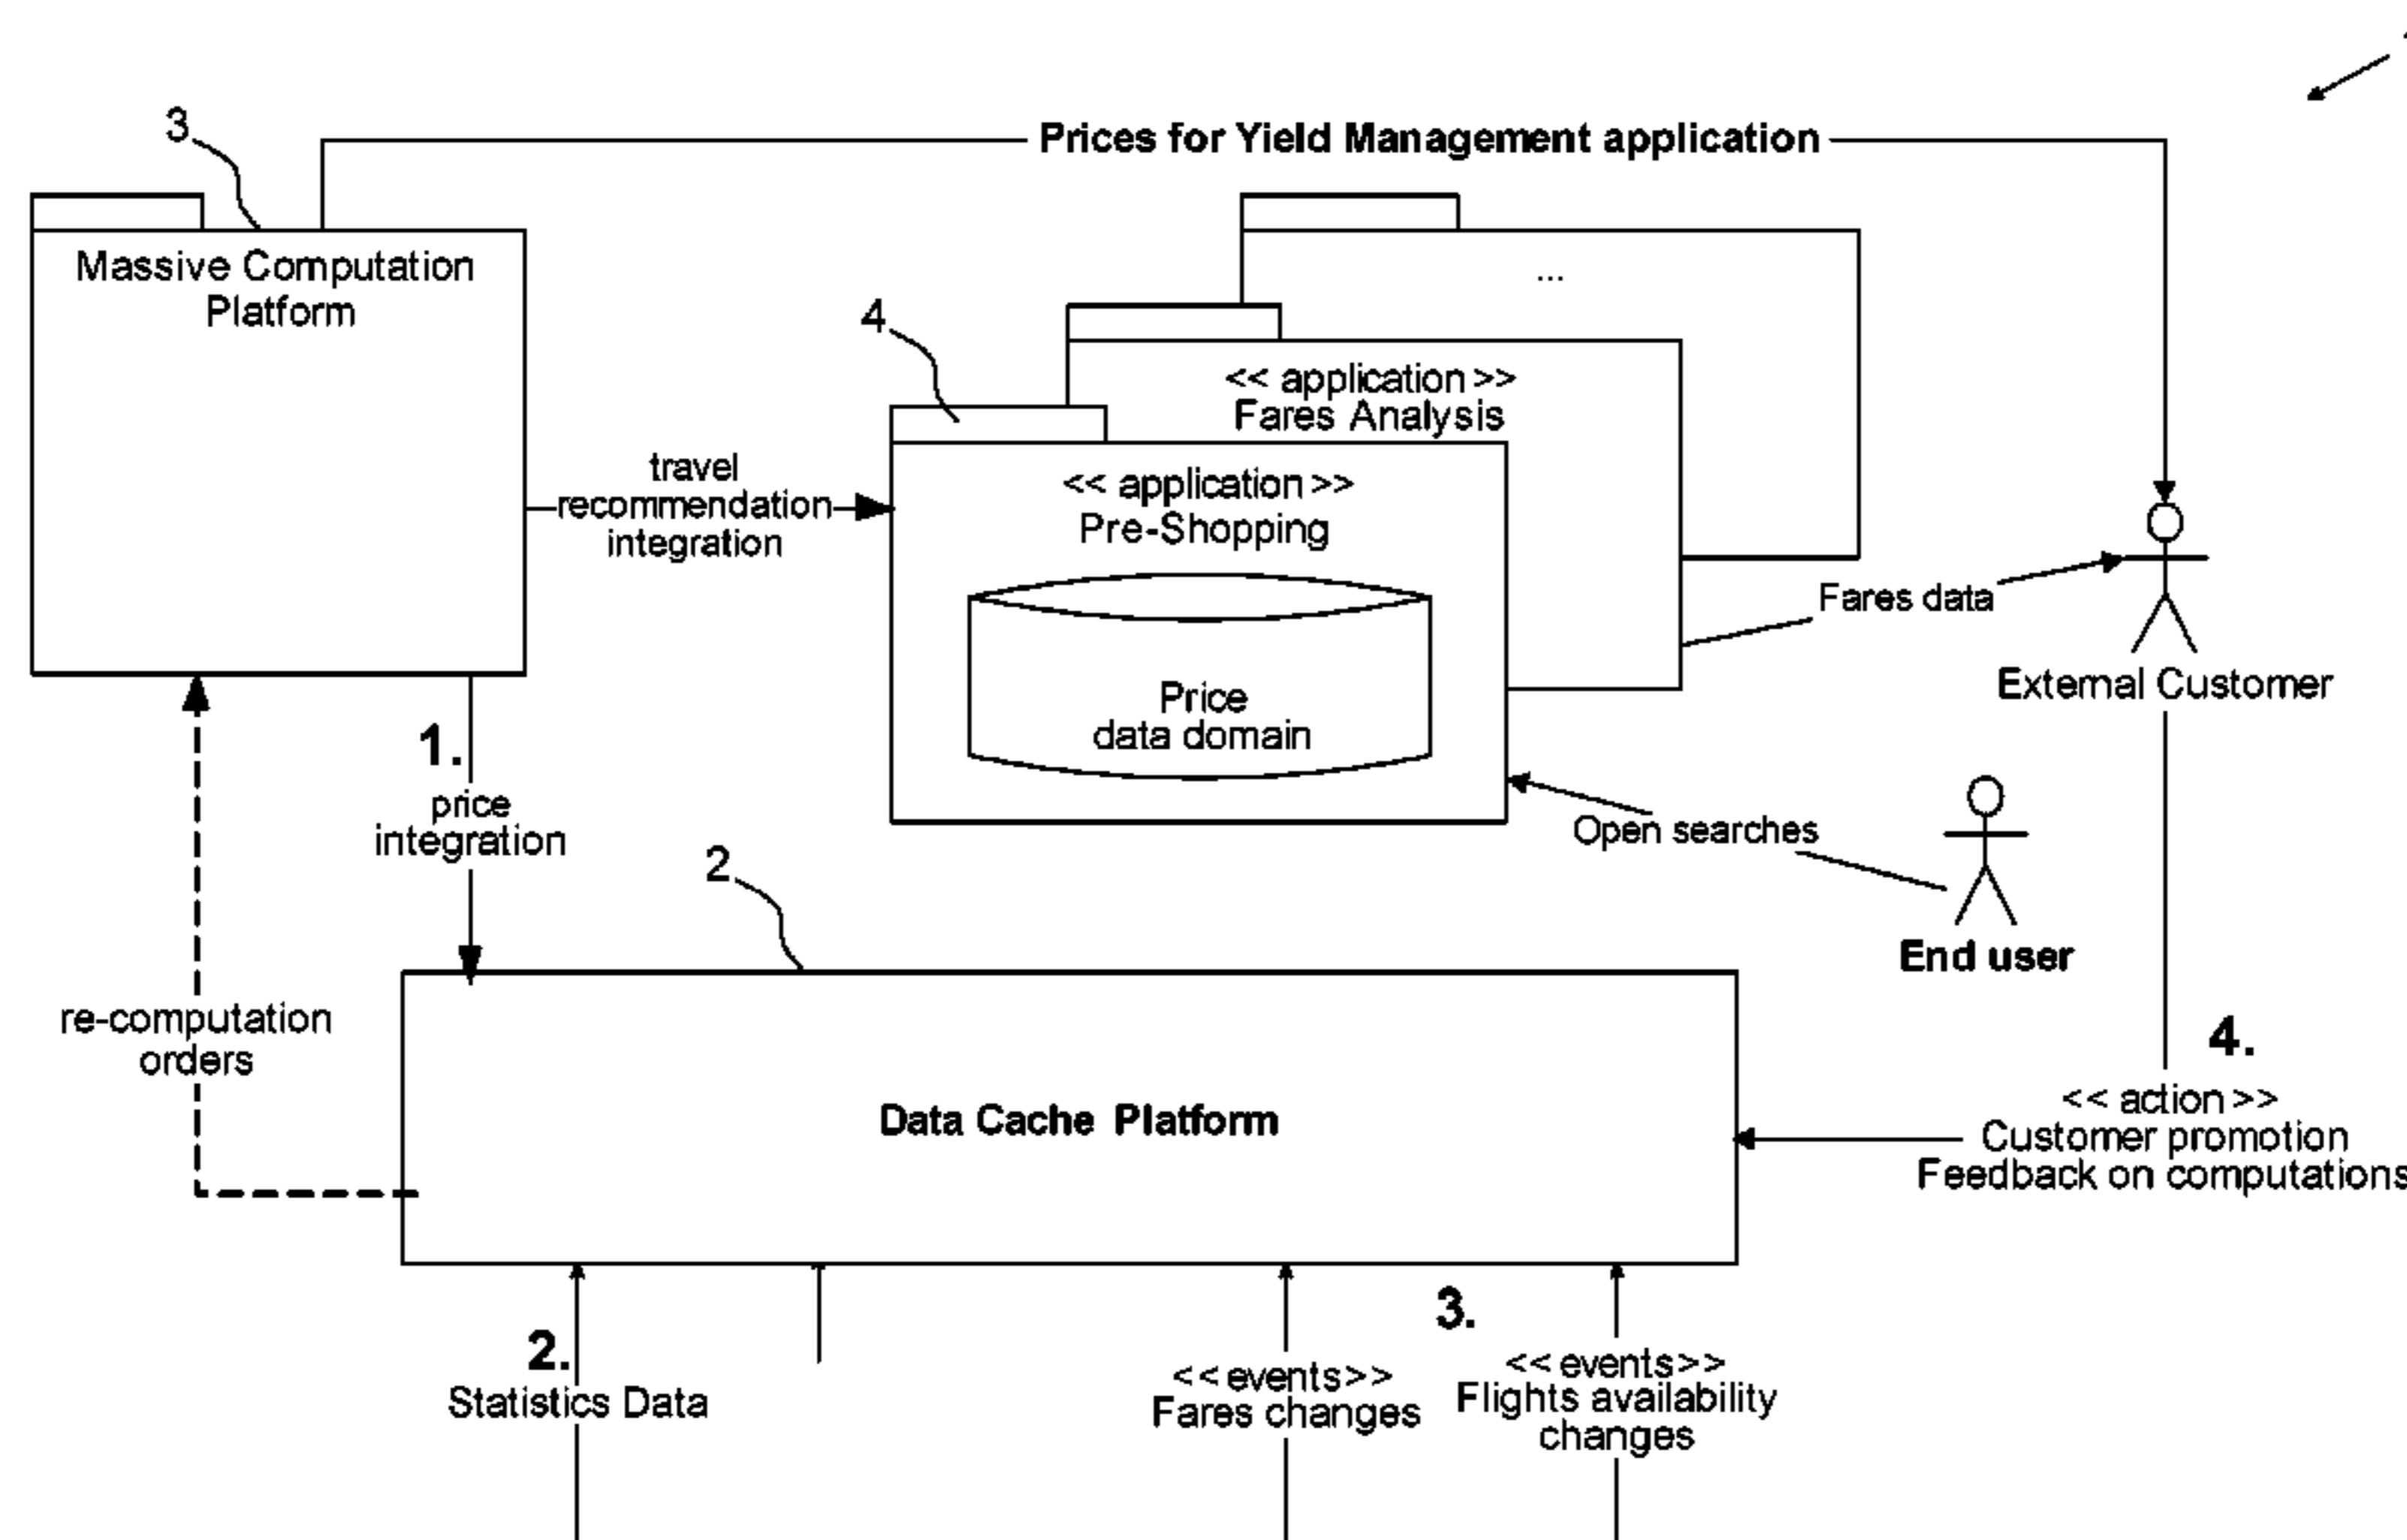 3
Prices for Yield Management application
Massive Computation
Platform
...
4
<< application >>
Fares Analysis
travel
recommendation
integration
<< application >>
Pre-Shopping
Price
data domain
Fares data
External Customer
1.
price
integration
Open searches
End user
2
re-computation
orders
Data Cache Platform
4.
<< action >>
Customer promotion
Feedback on computations
2.
Statistics Data
3.
<< events >>
Fares changes
<< events >>
Flights availability
changes